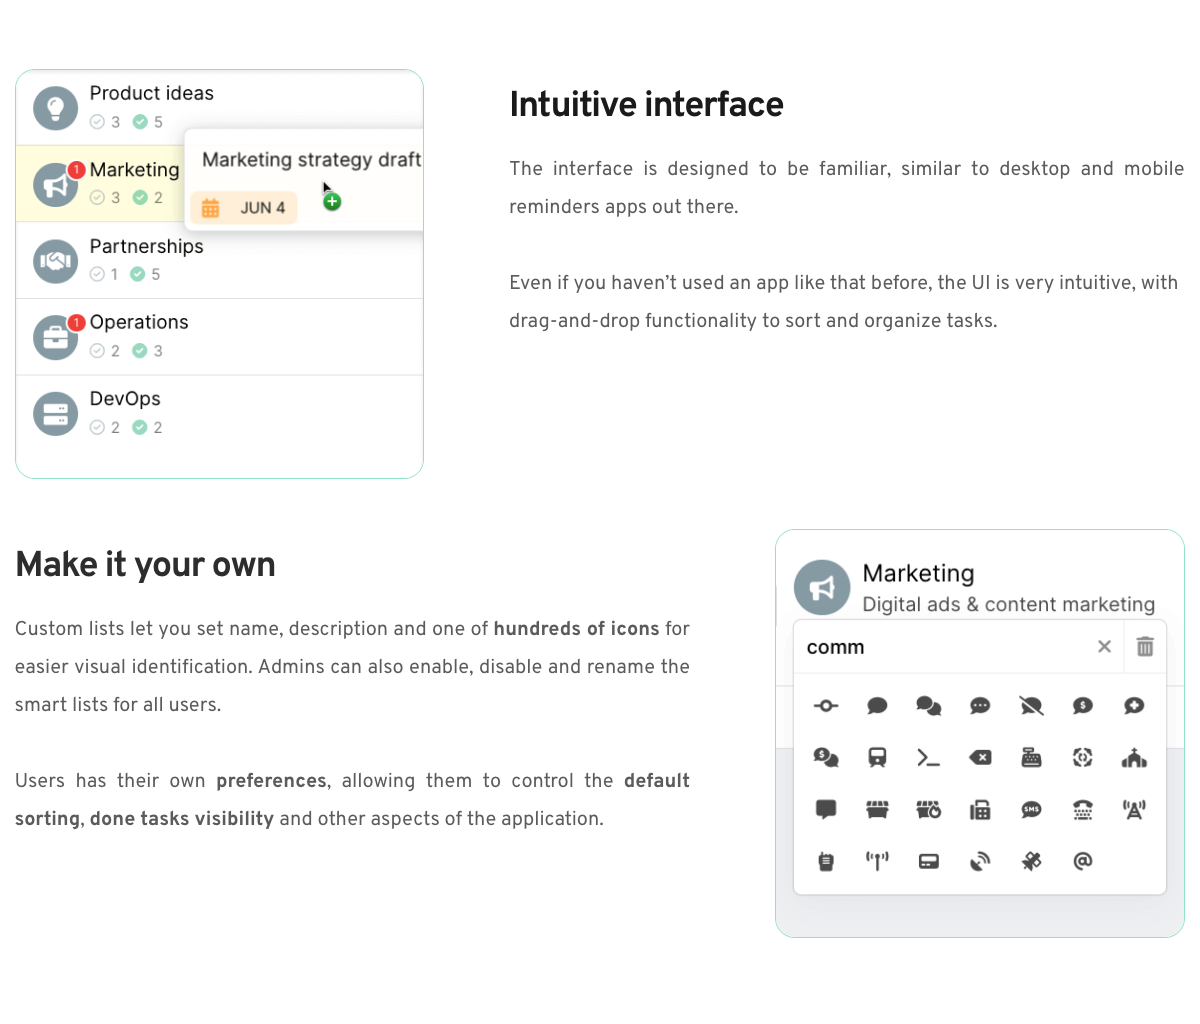 Product ideas
3 5
1 Marketing
3 2
Marketing strategy draft
JUN 4
Partnerships
1 5
1 Operations
2 3
DevOps
2 2
Intuitive interface
The interface is designed to be familiar, similar to desktop and mobile
reminders apps out there.
Even if you haven’t used an app like that before, the UI is very intuitive, with
drag-and-drop functionality to sort and organize tasks.
Make it your own
Custom lists let you set name, description and one of hundreds of icons for
easier visual identification. Admins can also enable, disable and rename the
smart lists for all users.
Users has their own preferences, allowing them to control the default
sorting, done tasks visibility and other aspects of the application.
Marketing
Digital ads & content marketing
comm
$
$
SMS
@